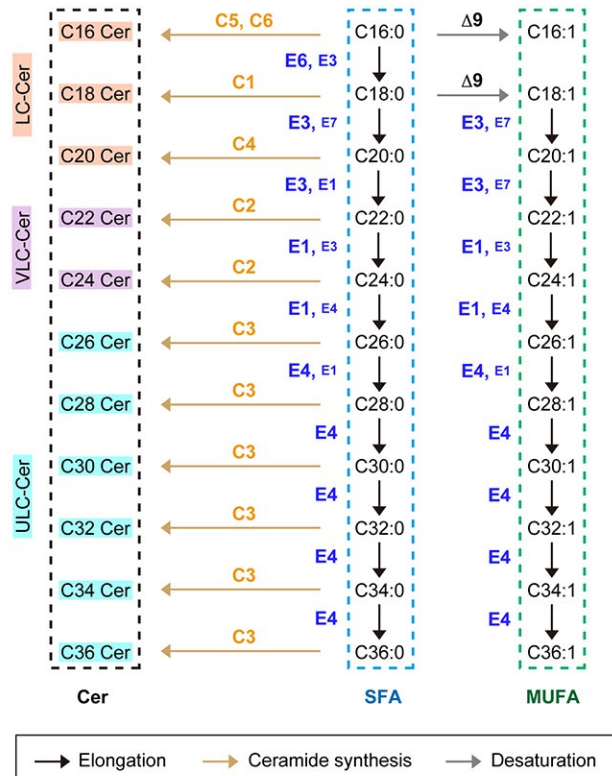 C5, C6
Δ9
C16 Cer
C16:0
C16:1
E6, E3
LC-Cer
C1
Δ9
C18 Cer
C18:0
C18:1
E3, E7
E3, E7
C4
C20 Cer
C20:0
C20:1
E3, E1
E3, E7
C2
C22 Cer
C22:0
C22:1
VLC-Cer
E1, E3
E1, E3
C2
C24 Cer
C24:0
C24:1
E1, E4
E1, E4
C3
C26 Cer
C26:0
C26:1
E4, E1
E4, E1
C3
C28 Cer
C28:0
C28:1
E4
E4
C3
ULC-Cer
C30 Cer
C30:0
C30:1
E4
E4
C3
C32 Cer
C32:0
C32:1
E4
E4
C3
C34 Cer
C34:0
C34:1
E4
E4
C3
C36 Cer
C36:0
C36:1
Cer
SFA
MUFA
Elongation
Ceramide synthesis
Desaturation